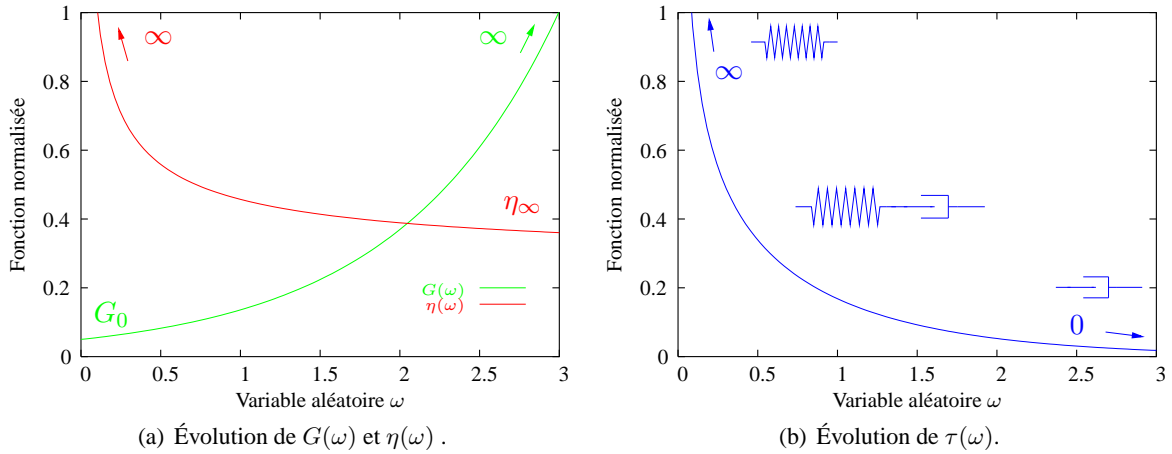 Fonction normalisée
1
0.8
0.6
0.4
0.2
0
0 0.5 1 1.5 2 2.5 3
Variable aléatoire ω
∞
∞
η∞
G0
G(ω)
η(ω)
(a) Évolution de G(ω) et η(ω) .
Fonction normalisée
1
0.8
0.6
0.4
0.2
0
0 0.5 1 1.5 2 2.5 3
Variable aléatoire ω
∞
0
(b) Évolution de τ(ω).